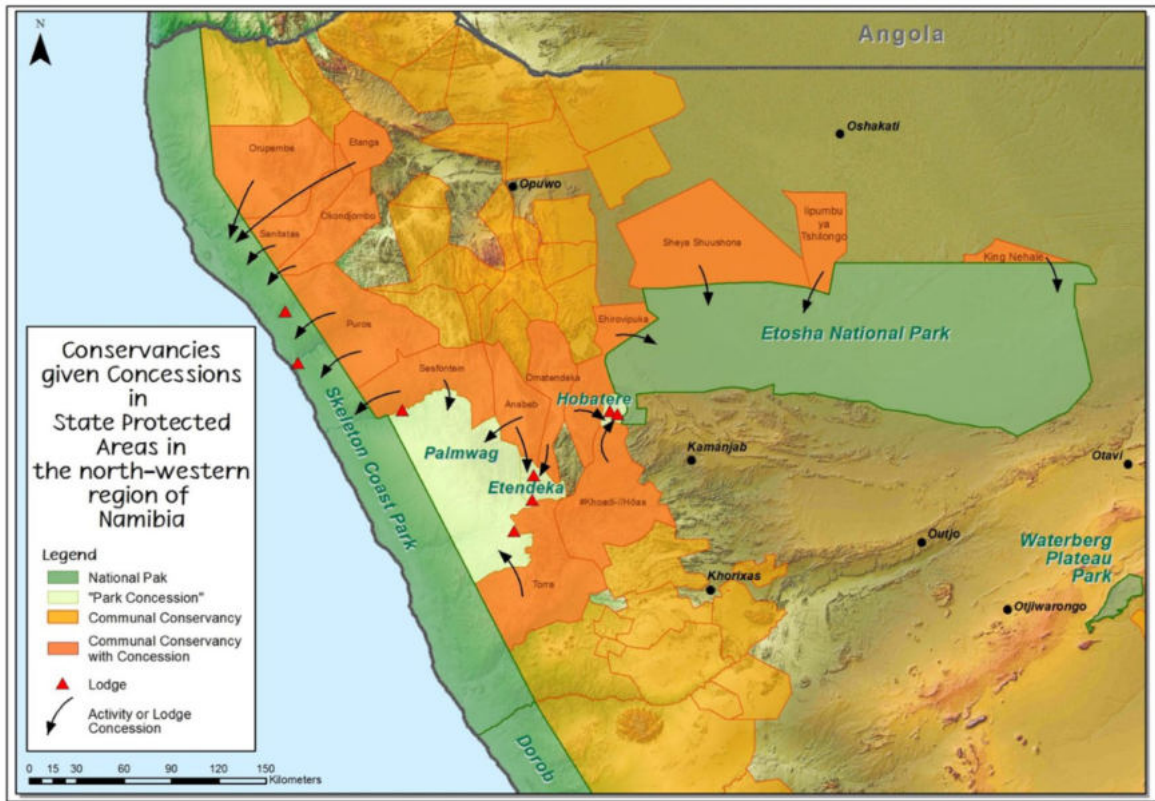 N
Angola
Oshakati
Orupembe
Etanga
Opuwo
Okondjombo
Sanitatas
Iipumbu
ya
Tshilongo
Sheya Shuushona
King Nehale
Puros
Ehirovipuka
Etosha National Park
Sesfontein
Omatendeka
Anabeb
Hobatere
Skeleton Coast Park
Palmwag
Etendeka
Kamanjab
Otavi
#Khoadi-//Hôas
Outjo
Waterberg
Plateau
Park
Torra
Khorixas
Otjiwarongo
Dorob
Conservancies
given Concessions
in
State Protected
Areas in
the north-western
region of
Namibia
Legend
National Pak
"Park Concession"
Communal Conservancy
Communal Conservancy
with Concession
Lodge
Activity or Lodge
Concession
0 15 30 60 90 120 150
Kilometers